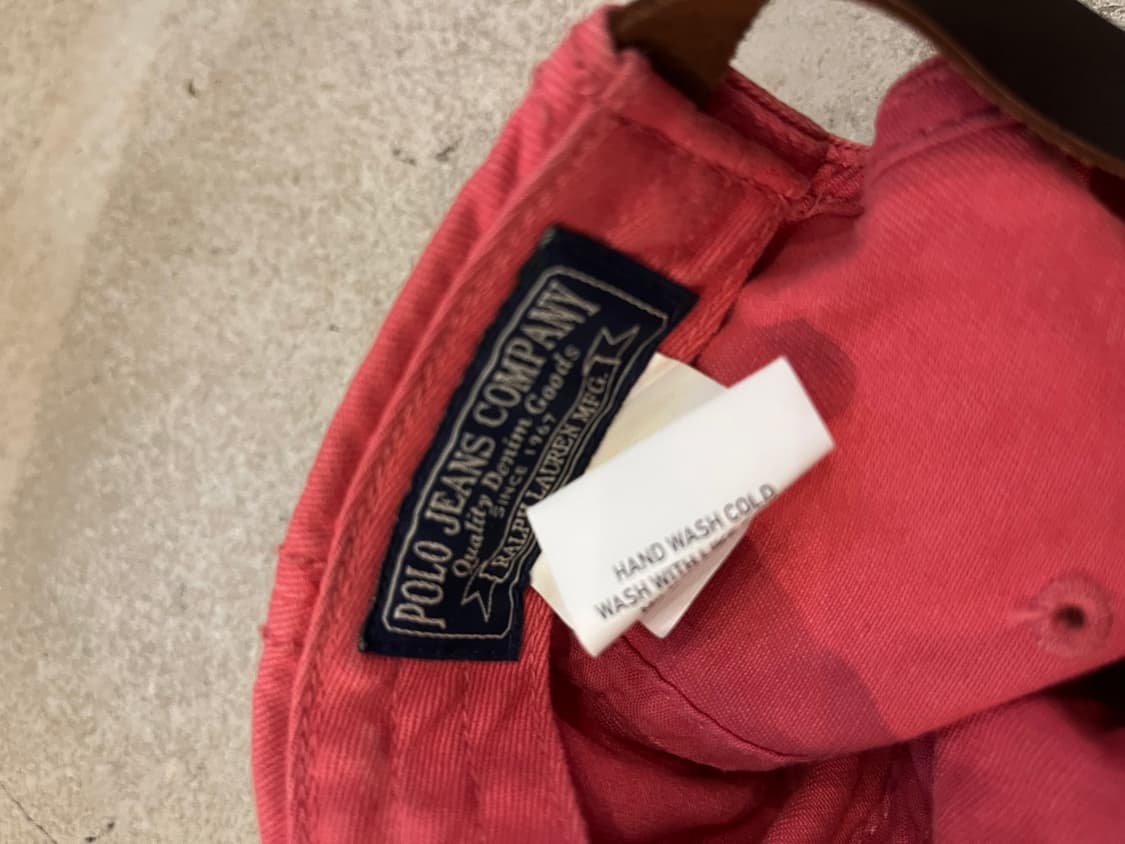 POLO JEANS COMPANY
Quality Denim Goods
SINCE 1967
RALPH LAUREN MFG.
HAND WASH COLD
WASH WITH